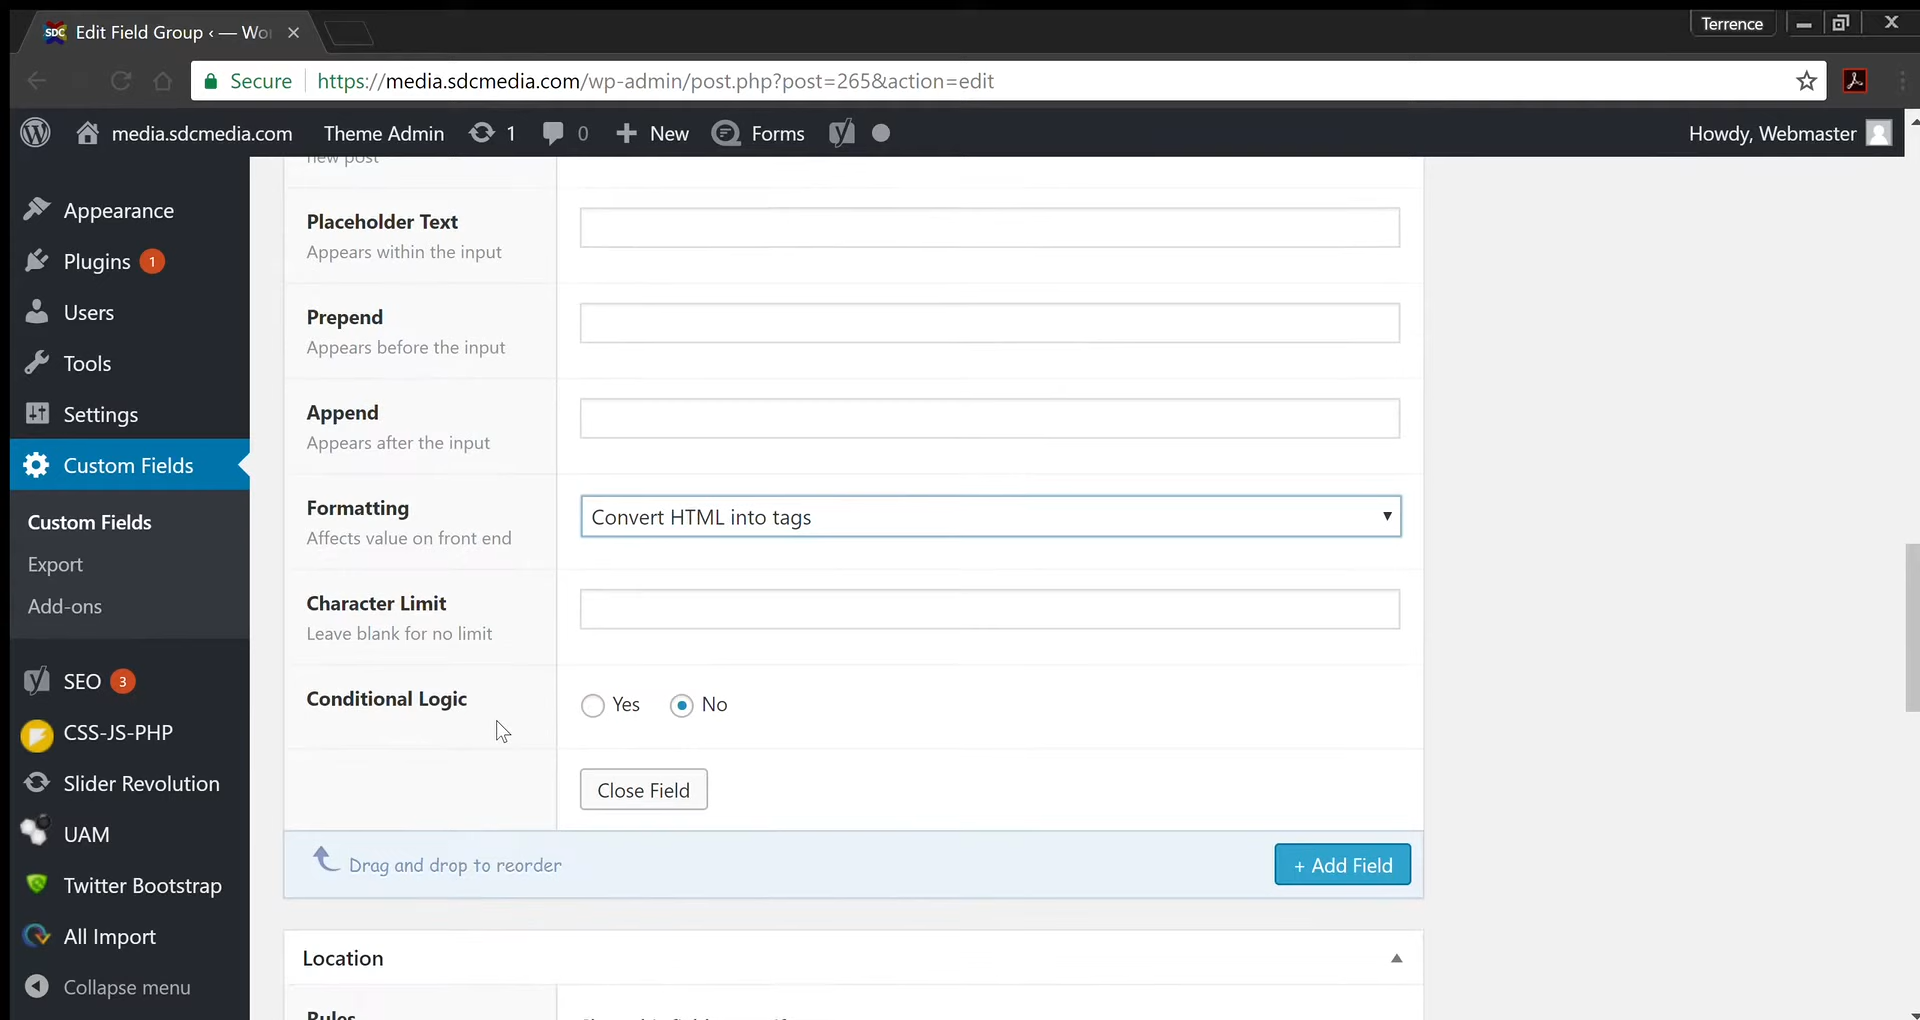 SDC Edit Field Group ‹ — Wo
Terrence
Secure https://media.sdcmedia.com/wp-admin/post.php?post=265&action=edit
media.sdcmedia.com Theme Admin 1 0 New Forms Howdy, Webmaster
new post
Appearance
Plugins 1
Users
Tools
Settings
Custom Fields
Custom Fields
Export
Add-ons
SEO 3
CSS-JS-PHP
Slider Revolution
UAM
Twitter Bootstrap
All Import
Collapse menu
Placeholder Text
Appears within the input
Prepend
Appears before the input
Append
Appears after the input
Formatting
Affects value on front end
Convert HTML into tags
Character Limit
Leave blank for no limit
Conditional Logic
Yes No
Close Field
Drag and drop to reorder
+ Add Field
Location
Rules